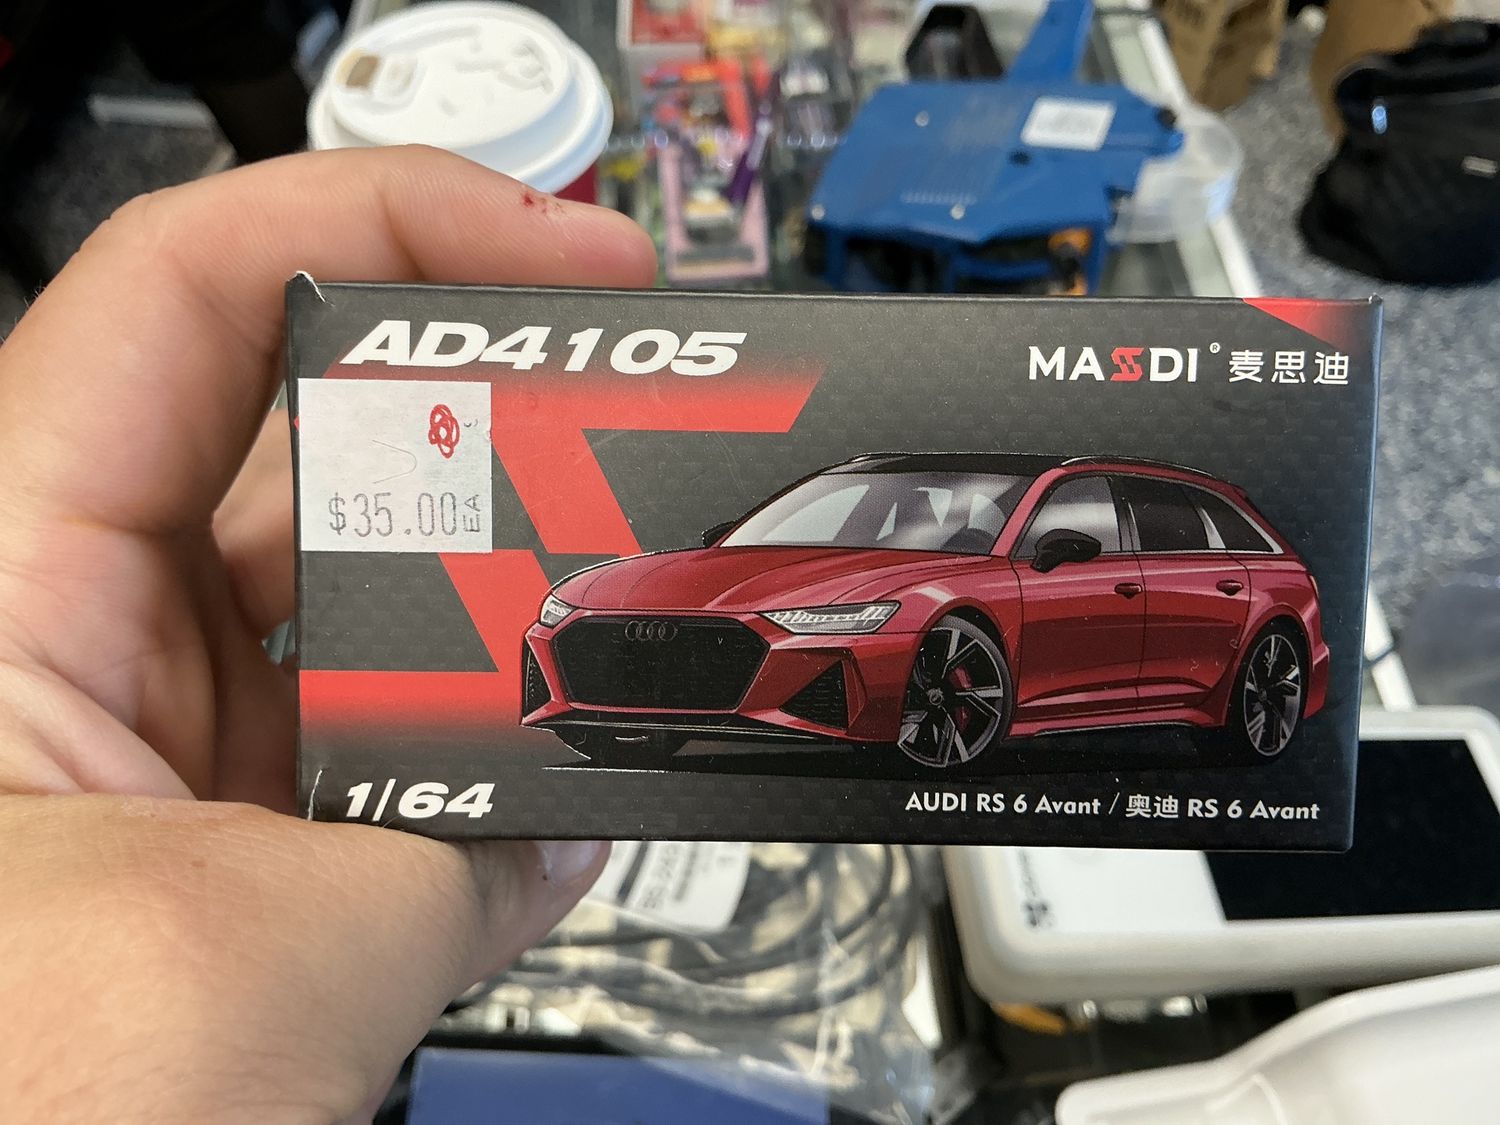 AD4105
MASDI® 麦思迪
$35.00 EA
1/64
AUDI RS 6 Avant / 奥迪 RS 6 Avant